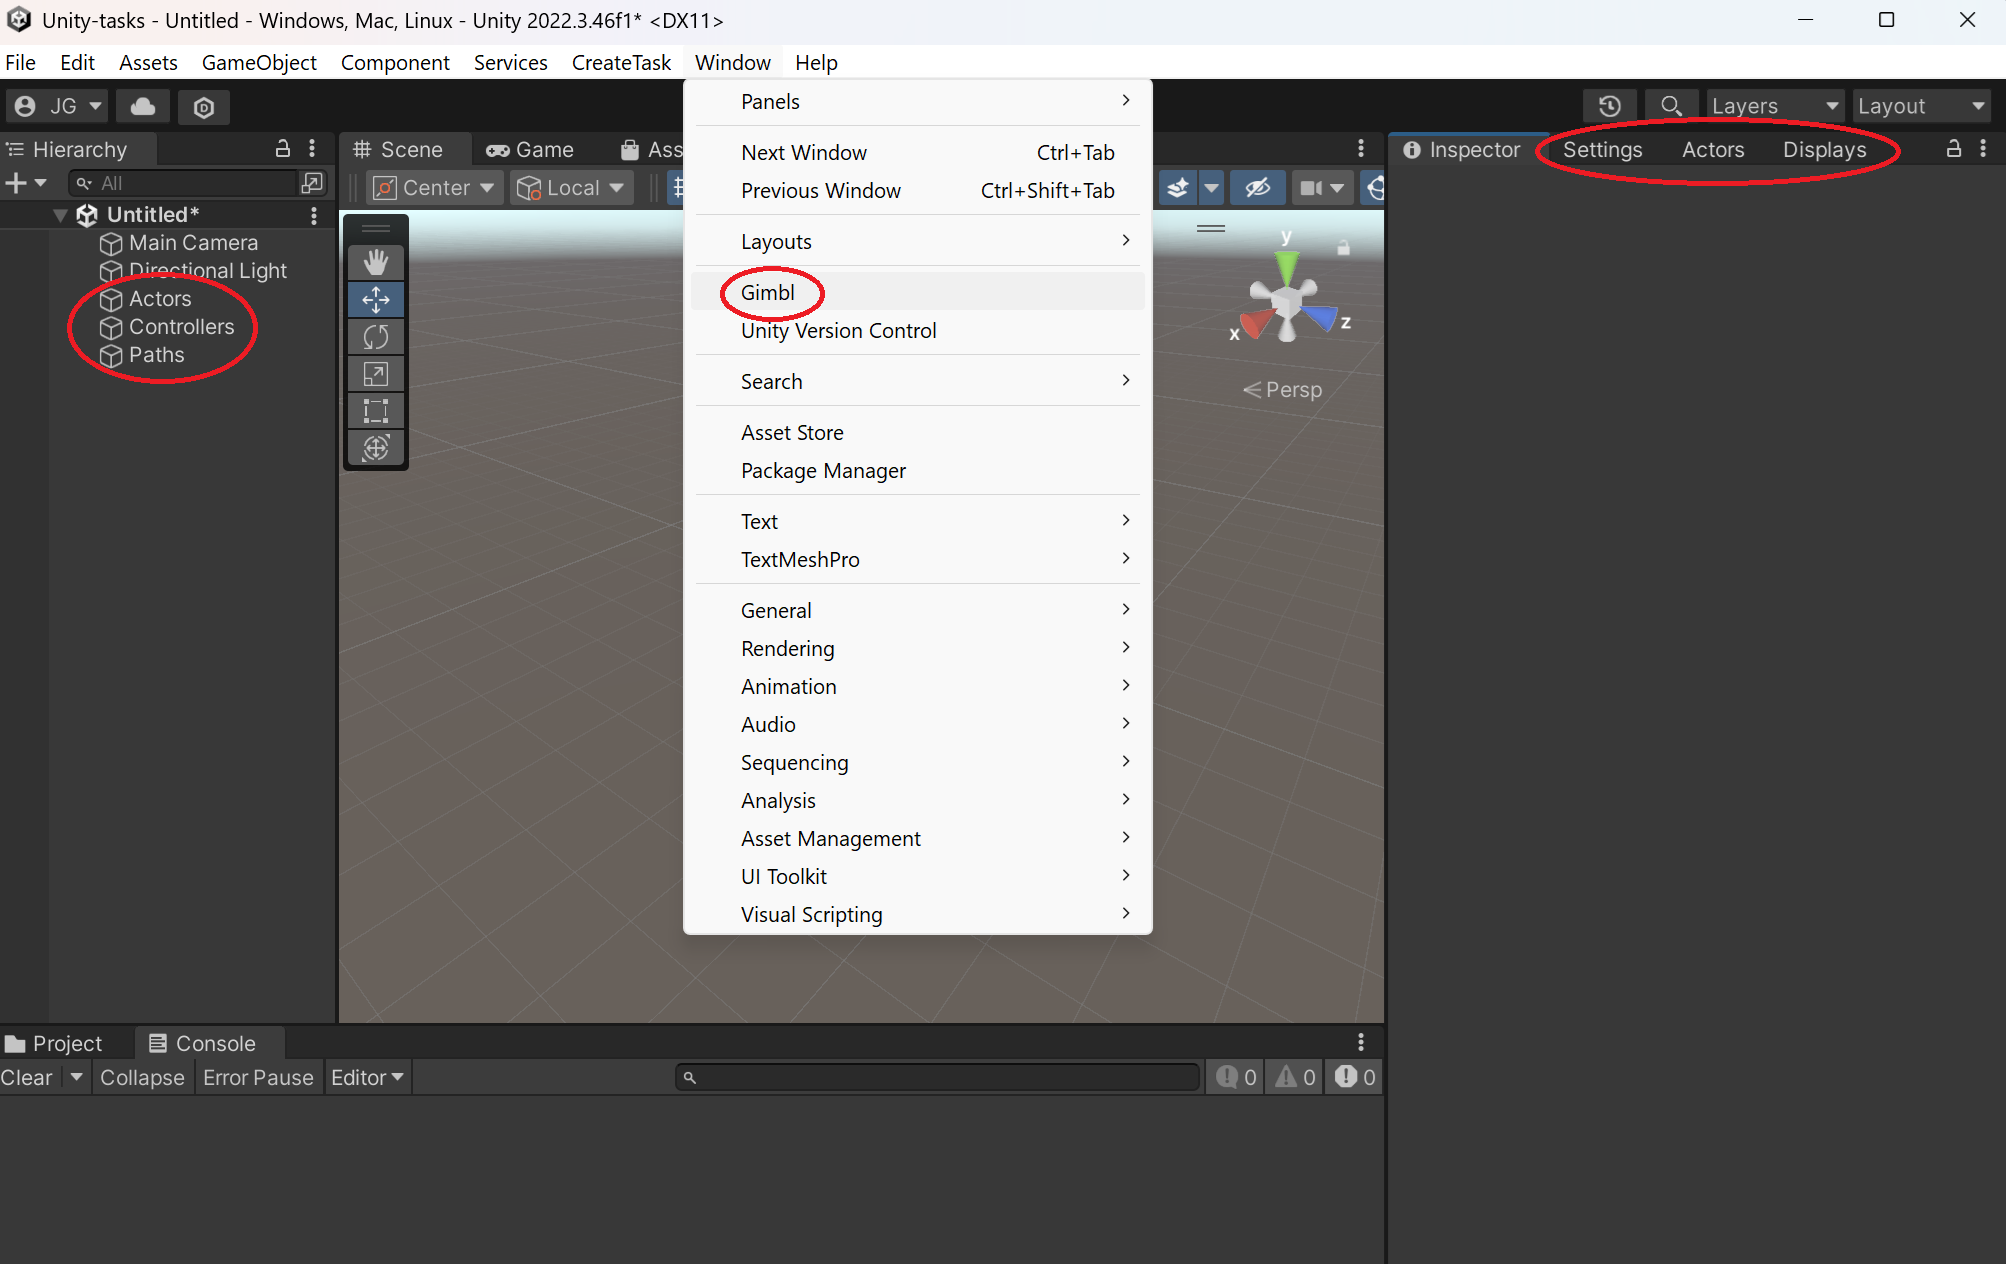 Unity-tasks - Untitled - Windows, Mac, Linux - Unity 2022.3.46f1* <DX11>
File Edit Assets GameObject Component Services CreateTask Window Help
JG Layers Layout
Hierarchy
All
Untitled*
Main Camera
Directional Light
Actors
Controllers
Paths
Scene Game Ass
Center Local
Panels
Next Window Ctrl+Tab
Previous Window Ctrl+Shift+Tab
Layouts
Gimbl
Unity Version Control
Search
Asset Store
Package Manager
Text
TextMeshPro
General
Rendering
Animation
Audio
Sequencing
Analysis
Asset Management
UI Toolkit
Visual Scripting
y
x
z
Persp
Inspector Settings Actors Displays
Project Console
Clear Collapse Error Pause Editor 0 0 0